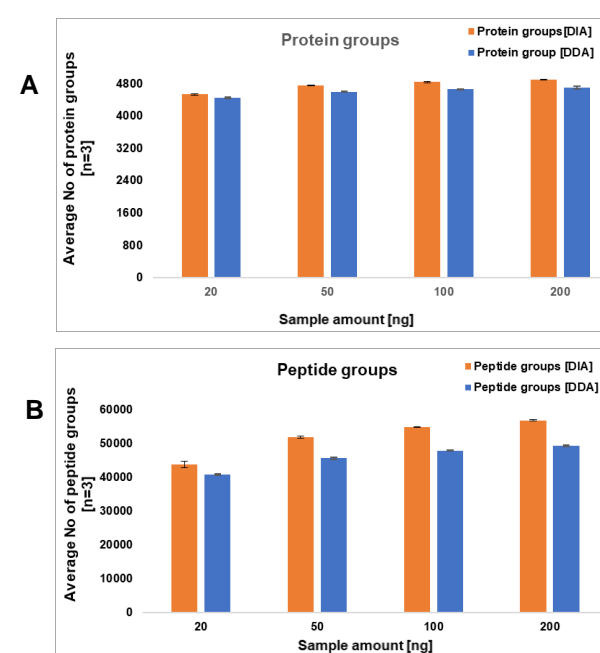 A
Protein groups
Protein groups[DIA]
Protein group [DDA]
Average No of protein groups
[n=3]
4800
4000
3200
2400
1600
800
0
20
50
100
200
Sample amount [ng]
B
Peptide groups
Peptide groups [DIA]
Peptide groups [DDA]
Average No of peptide groups
[n=3]
60000
50000
40000
30000
20000
10000
0
20
50
100
200
Sample amount [ng]